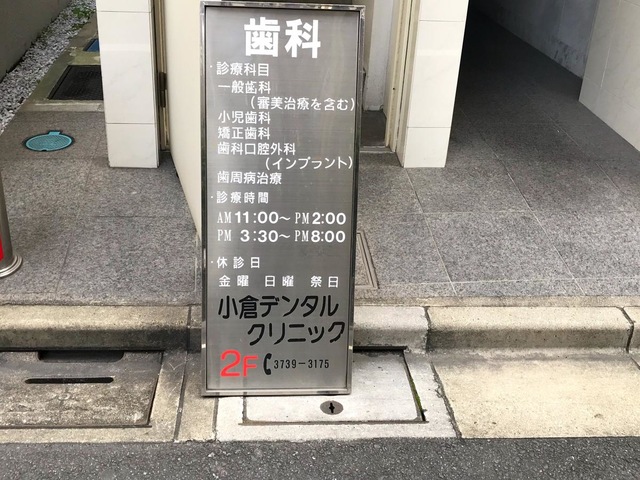 歯科
・診療科目
一般歯科
（審美治療を含む）
小児歯科
矯正歯科
歯科口腔外科
（インプラント）
歯周病治療
・診療時間
AM 11:00～PM 2:00
PM 3:30～PM 8:00
・休診日
金曜 日曜 祭日
小倉デンタル
クリニック
2F 3739-3175